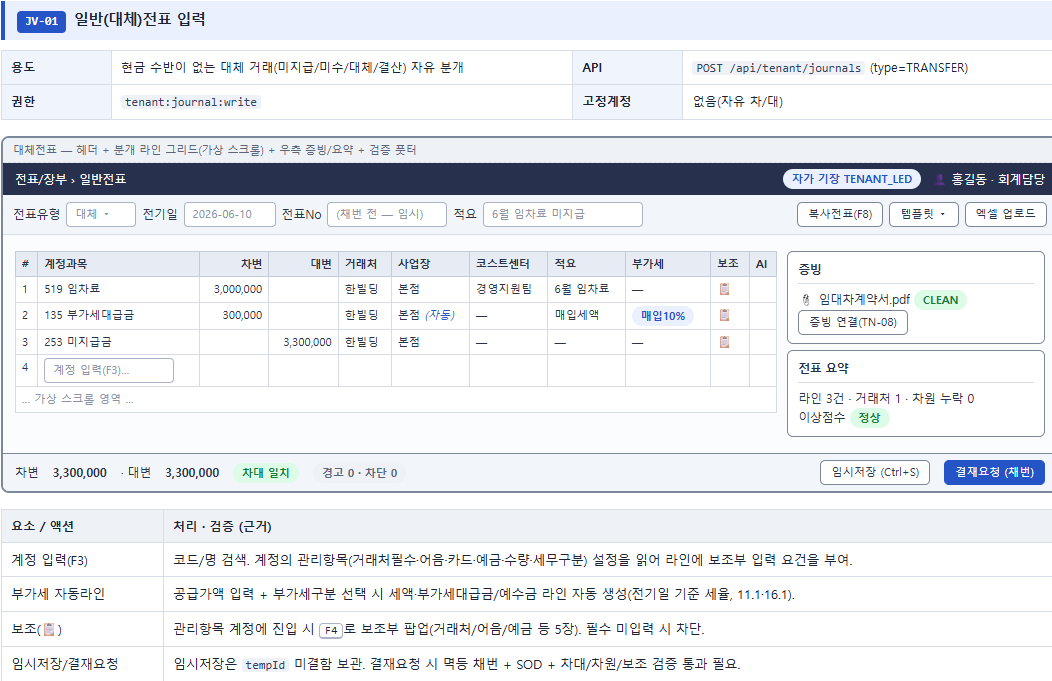 JV-01 일반(대체)전표 입력
용도 현금 수반이 없는 대체 거래(미지급/미수/대체/결산) 자유 분개 API POST /api/tenant/journals (type=TRANSFER)
권한 tenant:journal:write 고정계정 없음(자유 차/대)
대체전표 — 헤더 + 분개 라인 그리드(가상 스크롤) + 우측 증빙/요약 + 검증 풋터
전표/장부 › 일반전표 자가 기장 TENANT_LED 홍길동 · 회계담당
전표유형 대체 전기일 2026-06-10 전표No (채번 전 — 임시) 적요 6월 임차료 미지급 복사전표(F8) 템플릿 엑셀 업로드
# 계정과목 차변 대변 거래처 사업장 코스트센터 적요 부가세 보조 AI
1 519 임차료 3,000,000 한빌딩 본점 경영지원팀 6월 임차료 —
2 135 부가세대급금 300,000 한빌딩 본점 (자동) — 매입세액 매입10%
3 253 미지급금 3,300,000 한빌딩 본점 — — —
4 계정 입력(F3)...
... 가상 스크롤 영역 ...
증빙
임대차계약서.pdf CLEAN
증빙 연결(TN-08)
전표 요약
라인 3건 · 거래처 1 · 차원 누락 0
이상점수 정상
차변 3,300,000 · 대변 3,300,000 차대 일치 경고 0 · 차단 0 임시저장 (Ctrl+S) 결재요청 (채번)
요소 / 액션 처리 · 검증 (근거)
계정 입력(F3) 코드/명 검색. 계정의 관리항목(거래처필수·어음·카드·예금·수량·세무구분) 설정을 읽어 라인에 보조부 입력 요건을 부여.
부가세 자동라인 공급가액 입력 + 부가세구분 선택 시 세액·부가세대급금/예수금 라인 자동 생성(전기일 기준 세율, 11.1·16.1).
보조(📋) 관리항목 계정에 진입 시 F4로 보조부 팝업(거래처/어음/예금 등 5장). 필수 미입력 시 차단.
임시저장/결재요청 임시저장은 tempId 미결함 보관. 결재요청 시 멱등 채번 + SOD + 차대/차원/보조 검증 통과 필요.